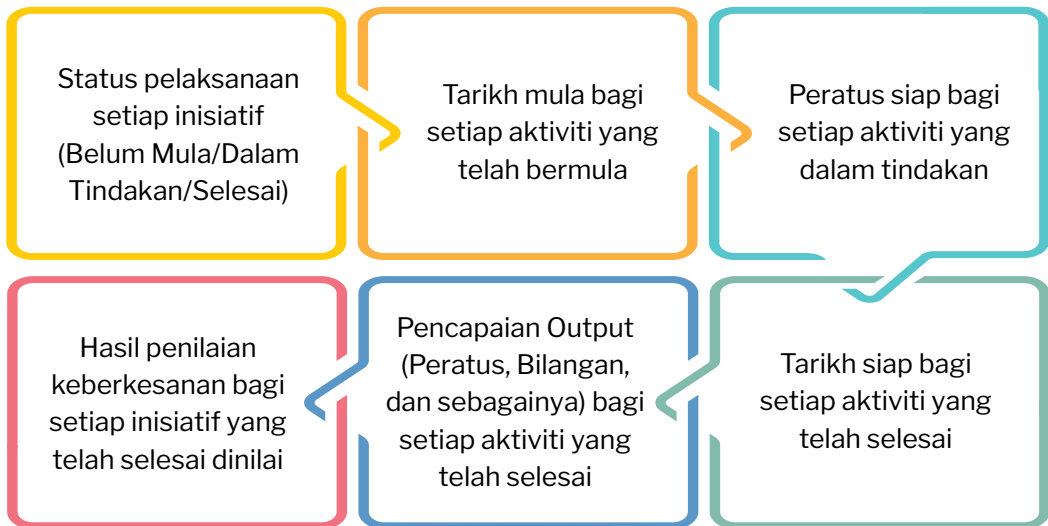 Status pelaksanaan
setiap inisiatif
(Belum Mula/Dalam
Tindakan/Selesai)
Tarikh mula bagi
setiap aktiviti yang
telah bermula
Peratus siap bagi
setiap aktiviti yang
dalam tindakan
Tarikh siap bagi
setiap aktiviti yang
telah selesai
Pencapaian Output
(Peratus, Bilangan,
dan sebagainya) bagi
setiap aktiviti yang
telah selesai
Hasil penilaian
keberkesanan bagi
setiap inisiatif yang
telah selesai dinilai